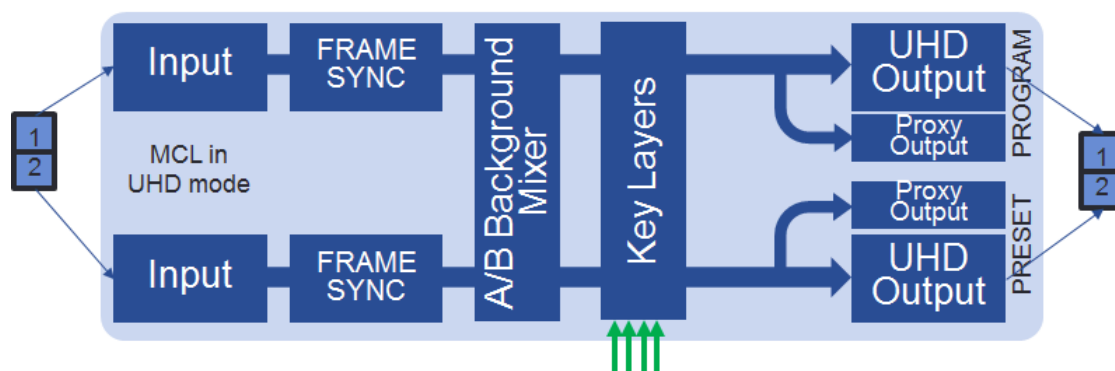 Input
FRAME
SYNC
A/B Background
Mixer
Key Layers
UHD
Output
PROGRAM
Proxy
Output
1
2
MCL in
UHD mode
1
2
Proxy
Output
Input
FRAME
SYNC
UHD
Output
PRESET